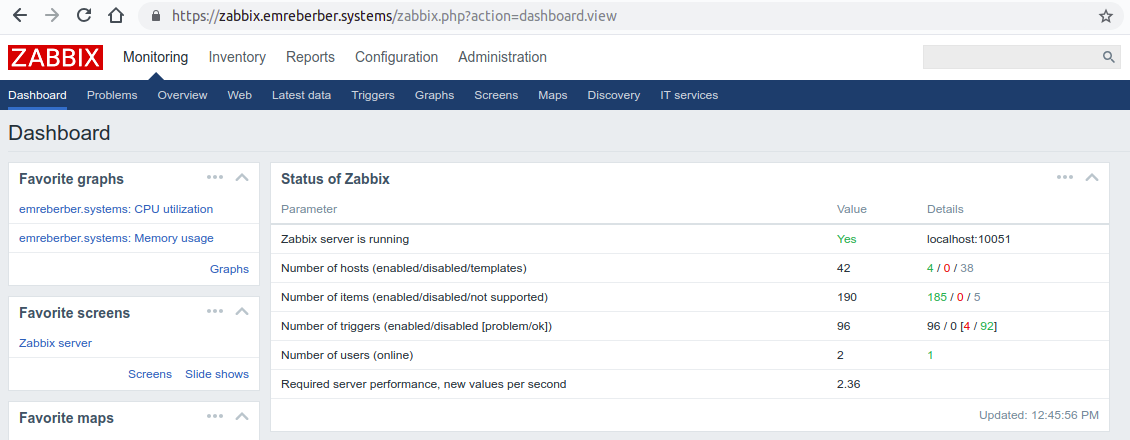 https://zabbix.emreberber.systems/zabbix.php?action=dashboard.view
ZABBIX Monitoring Inventory Reports Configuration Administration
Dashboard Problems Overview Web Latest data Triggers Graphs Screens Maps Discovery IT services
Dashboard
Favorite graphs
emreberber.systems: CPU utilization
emreberber.systems: Memory usage
Graphs
Favorite screens
Zabbix server
Screens Slide shows
Favorite maps
Status of Zabbix
Parameter Value Details
Zabbix server is running Yes localhost:10051
Number of hosts (enabled/disabled/templates) 42 4 / 0 / 38
Number of items (enabled/disabled/not supported) 190 185 / 0 / 5
Number of triggers (enabled/disabled [problem/ok]) 96 96 / 0 [4 / 92]
Number of users (online) 2 1
Required server performance, new values per second 2.36
Updated: 12:45:56 PM